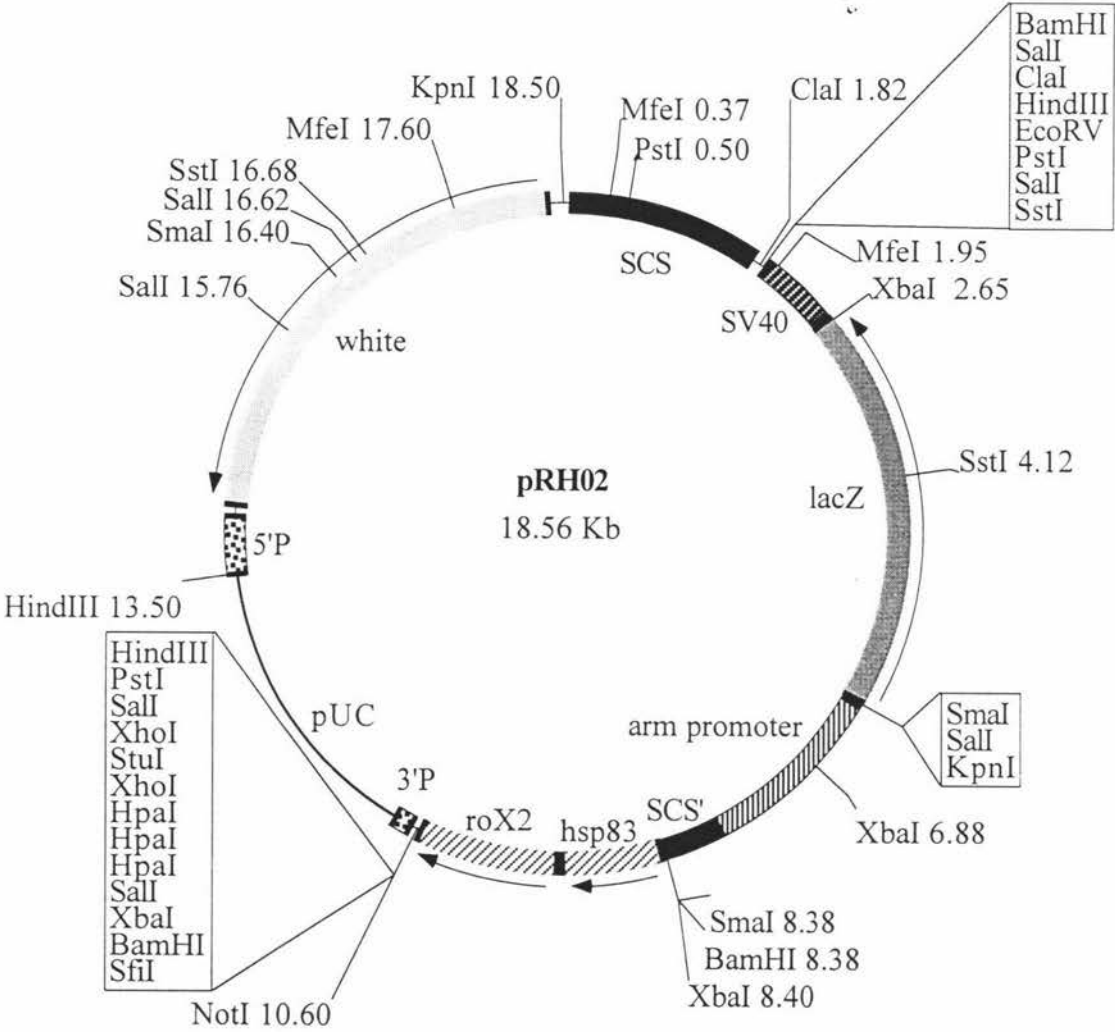 BamHI
SalI
ClaI
HindIII
EcoRV
PstI
SalI
SstI
KpnI 18.50
MfeI 0.37
ClaI 1.82
MfeI 17.60
PstI 0.50
SstI 16.68
SalI 16.62
SmaI 16.40
SalI 15.76
SCS
MfeI 1.95
XbaI 2.65
SV40
white
pRH02
18.56 Kb
SstI 4.12
lacZ
5'P
HindIII 13.50
HindIII
PstI
SalI
XhoI
StuI
XhoI
HpaI
HpaI
HpaI
SalI
XbaI
BamHI
SfiI
pUC
arm promoter
SmaI
SalI
KpnI
3'P
roX2
hsp83
SCS'
XbaI 6.88
SmaI 8.38
BamHI 8.38
XbaI 8.40
NotI 10.60